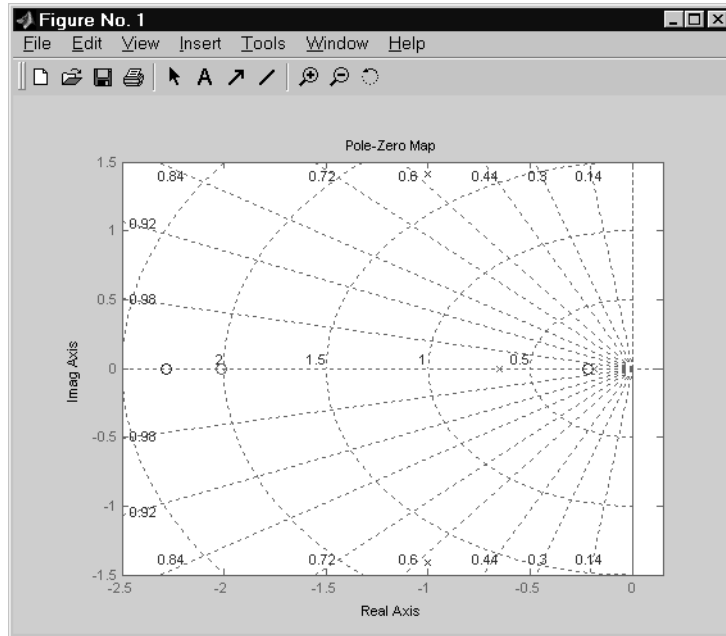 Figure No. 1
File Edit View Insert Tools Window Help
A
Pole-Zero Map
1.5
0.84 0.72 0.6 0.44 0.3 0.14
0.92
1
0.5
0.98
2 1.5 1 0.5
0
Imag Axis
-0.5
0.98
-1
0.92
0.84 0.72 0.6 0.44 0.3 0.14
-1.5
-2.5 -2 -1.5 -1 -0.5 0
Real Axis